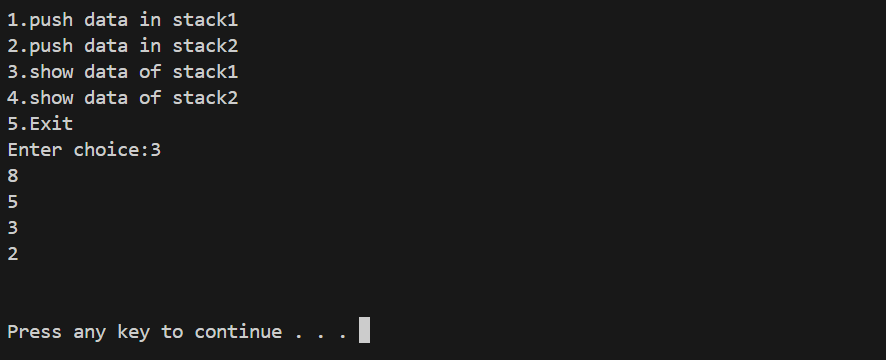 1.push data in stack1
2.push data in stack2
3.show data of stack1
4.show data of stack2
5.Exit
Enter choice:3
8
5
3
2
Press any key to continue . . .